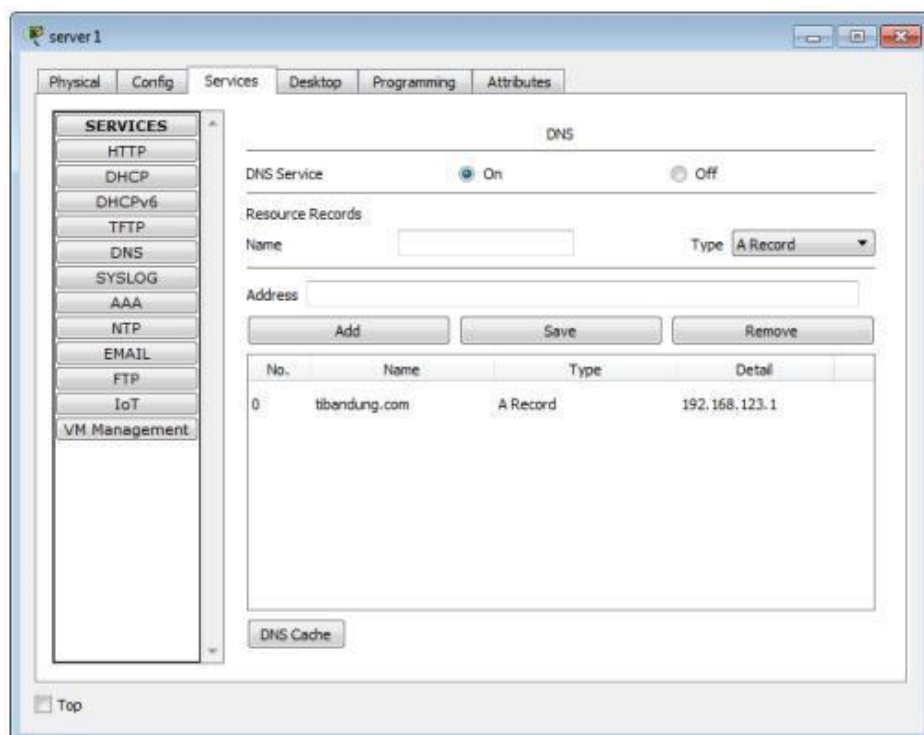 server1
Physical Config Services Desktop Programming Attributes
SERVICES
HTTP
DHCP
DHCPv6
TFTP
DNS
SYSLOG
AAA
NTP
EMAIL
FTP
IoT
VM Management
DNS
DNS Service On Off
Resource Records
Name Type A Record
Address
Add Save Remove
No. Name Type Detail
0 tibandung.com A Record 192.168.123.1
DNS Cache
Top